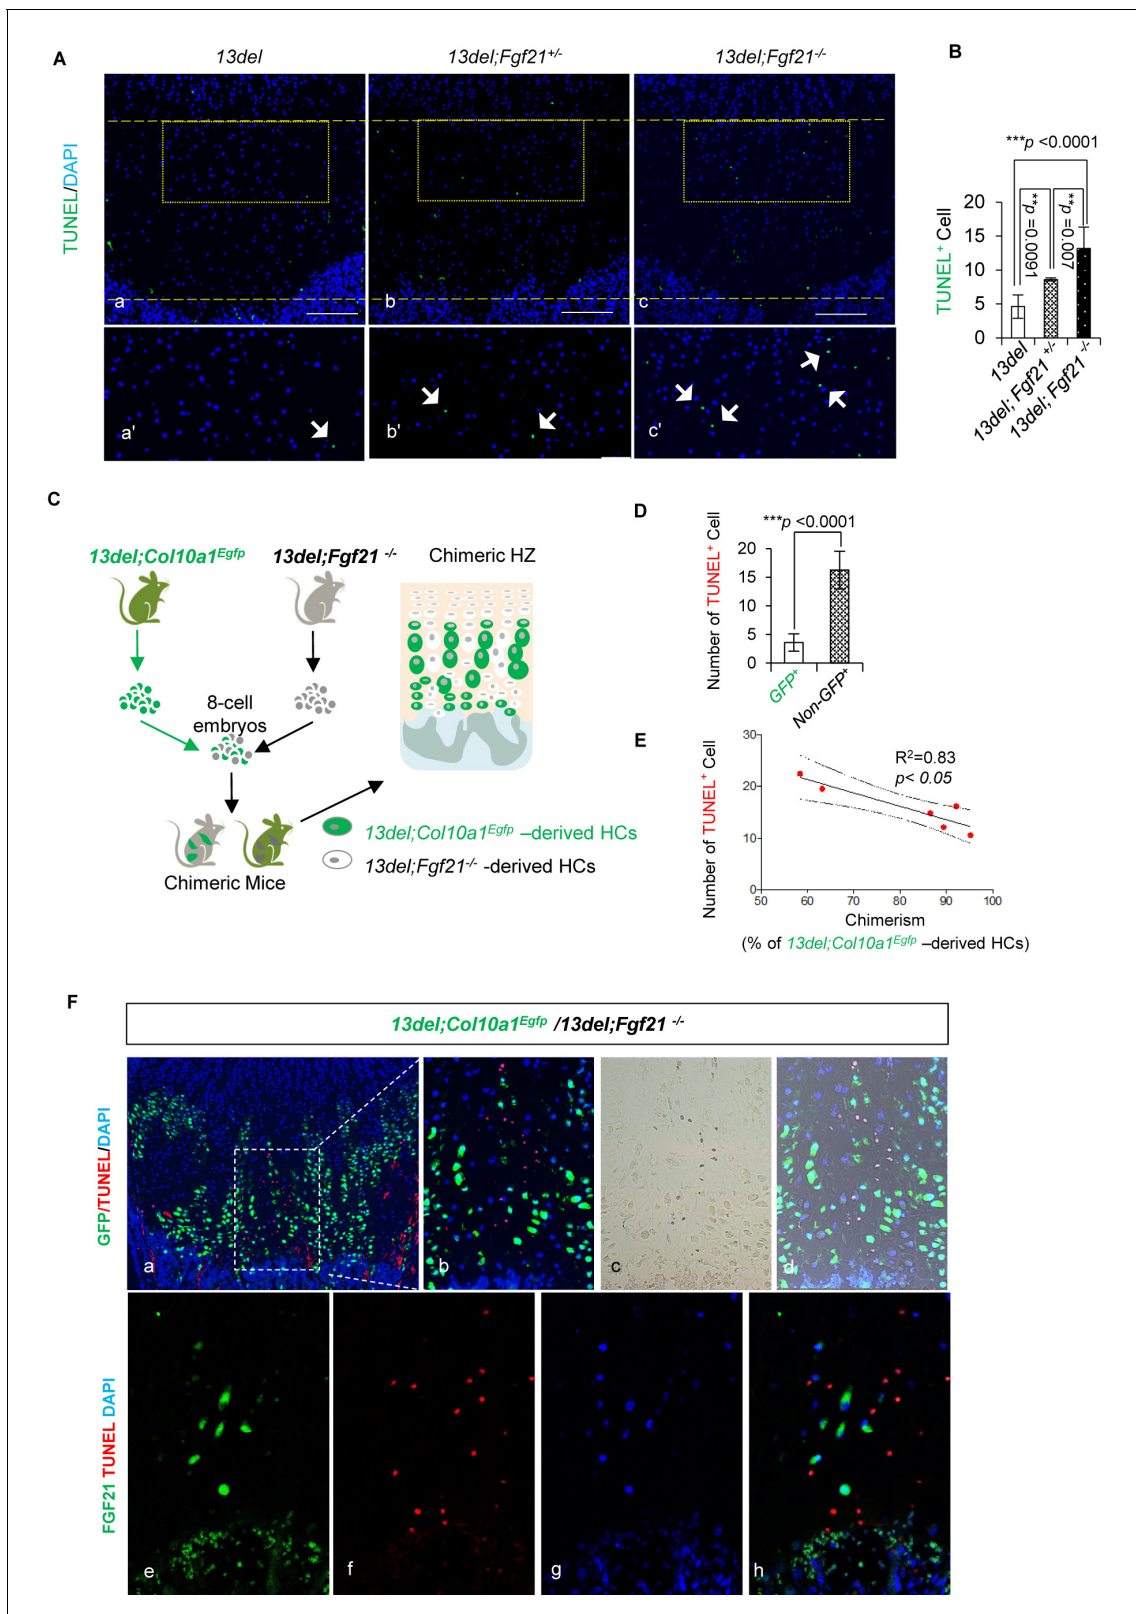 A
13del
13del;Fgf21+/-
13del;Fgf21-/-
TUNEL/DAPI
a
b
c
a'
b'
c'
B
***p <0.0001
**p =0.0091
**p =0.007
TUNEL+ Cell
20
15
10
5
0
13del
13del; Fgf21 +/-
13del; Fgf21 -/-
C
13del;Col10a1Egfp
13del;Fgf21 -/-
Chimeric HZ
8-cell
embryos
Chimeric Mice
13del;Col10a1Egfp –derived HCs
13del;Fgf21-/- -derived HCs
D
***p <0.0001
Number of TUNEL+ Cell
20
15
10
5
0
GFP+
Non-GFP+
E
R2=0.83
p< 0.05
Number of TUNEL+ Cell
30
20
10
0
50
60
70
80
90
100
Chimerism
(% of 13del;Col10a1Egfp –derived HCs)
F
13del;Col10a1Egfp /13del;Fgf21 -/-
GFP/TUNEL/DAPI
a
b
c
d
FGF21 TUNEL DAPI
e
f
g
h